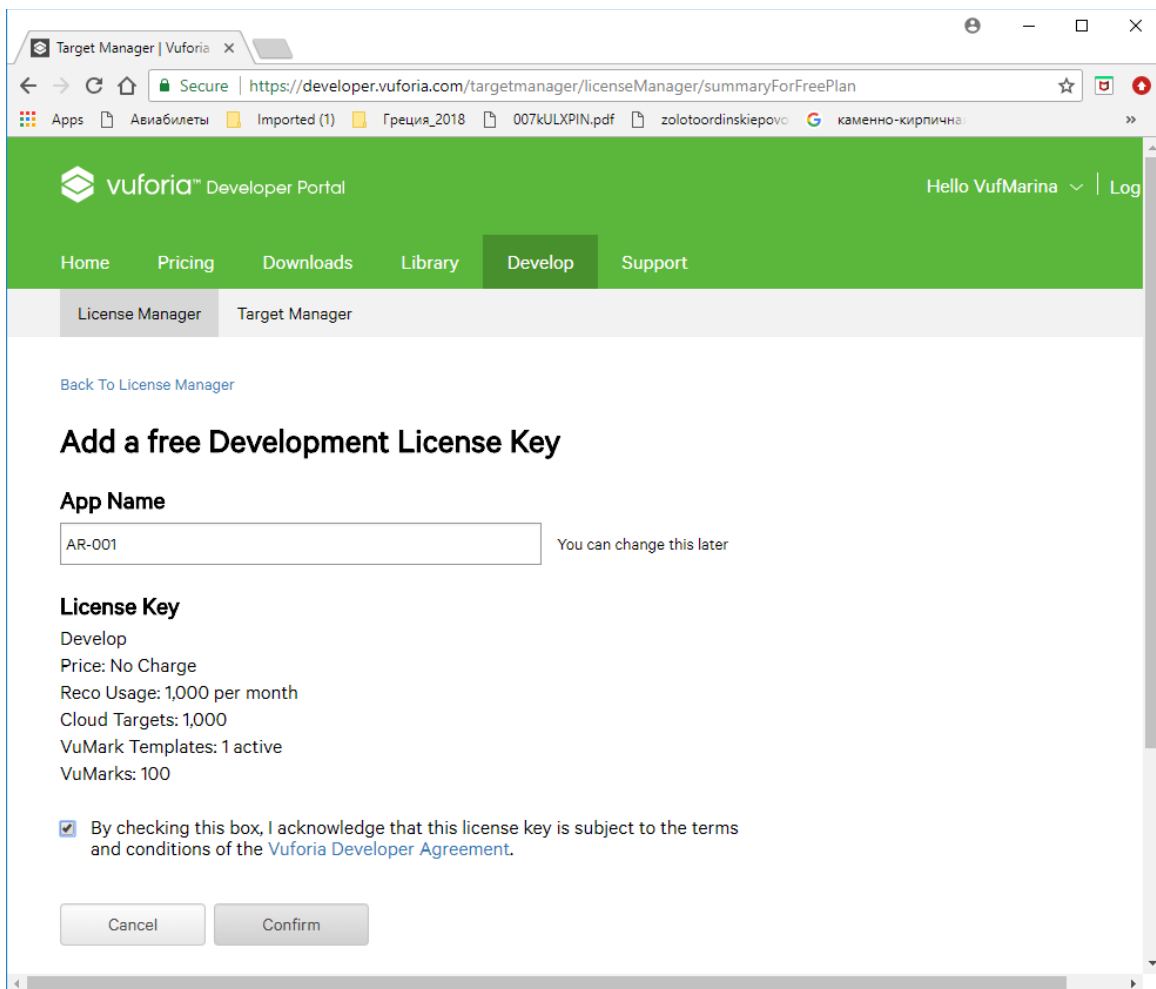 Target Manager | Vuforia
Secure https://developer.vuforia.com/targetmanager/licenseManager/summaryForFreePlan
Apps Авиабилеты Imported (1) Греция_2018 007kULXPIN.pdf zolotoordinskiepovo каменно-кирпична »
vuforia™ Developer Portal Hello VufMarina Log
Home Pricing Downloads Library Develop Support
License Manager Target Manager
Back To License Manager
Add a free Development License Key
App Name
AR-001 You can change this later
License Key
Develop
Price: No Charge
Reco Usage: 1,000 per month
Cloud Targets: 1,000
VuMark Templates: 1 active
VuMarks: 100
By checking this box, I acknowledge that this license key is subject to the terms
and conditions of the Vuforia Developer Agreement.
Cancel Confirm